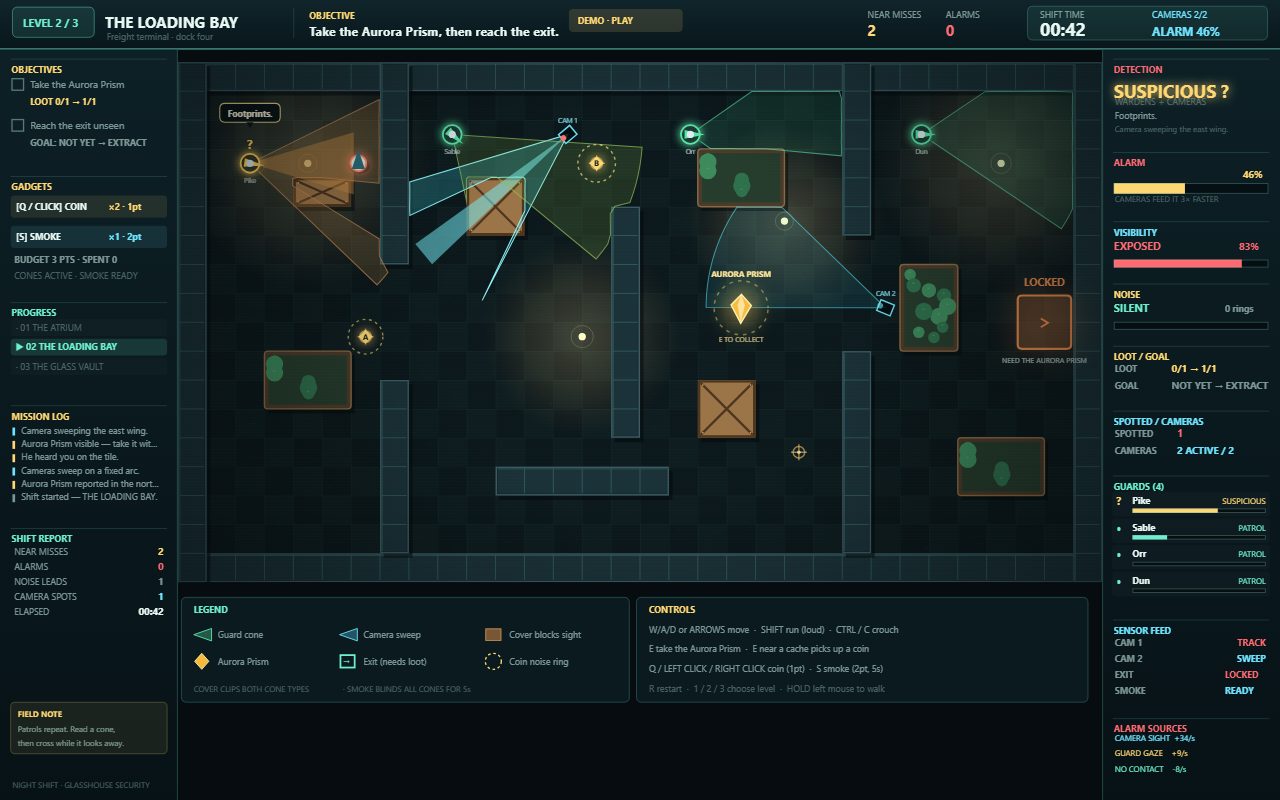 LEVEL 2 / 3
THE LOADING BAY
Freight terminal · dock four
OBJECTIVE
Take the Aurora Prism, then reach the exit.
DEMO · PLAY
NEAR MISSES
2
ALARMS
0
SHIFT TIME
00:42
CAMERAS 2/2
ALARM 46%
OBJECTIVES
Take the Aurora Prism
LOOT 0/1 → 1/1
Reach the exit unseen
GOAL: NOT YET → EXTRACT
GADGETS
[Q / CLICK] COIN ×2 · 1pt
[S] SMOKE ×1 · 2pt
BUDGET 3 PTS · SPENT 0
CONES ACTIVE · SMOKE READY
PROGRESS
· 01 THE ATRIUM
▶ 02 THE LOADING BAY
· 03 THE GLASS VAULT
MISSION LOG
Camera sweeping the east wing.
Aurora Prism visible — take it wit...
He heard you on the tile.
Cameras sweep on a fixed arc.
Aurora Prism reported in the nort...
Shift started — THE LOADING BAY.
SHIFT REPORT
NEAR MISSES 2
ALARMS 0
NOISE LEADS 1
CAMERA SPOTS 1
ELAPSED 00:42
FIELD NOTE
Patrols repeat. Read a cone,
then cross while it looks away.
NIGHT SHIFT · GLASSHOUSE SECURITY
Footprints.
?
Pike
Sable
CAM 1
B
Orr
Dun
AURORA PRISM
E TO COLLECT
CAM 2
LOCKED
>
NEED THE AURORA PRISM
A
LEGEND
Guard cone
Camera sweep
Cover blocks sight
Aurora Prism
Exit (needs loot)
Coin noise ring
COVER CLIPS BOTH CONE TYPES
· SMOKE BLINDS ALL CONES FOR 5s
CONTROLS
W/A/D or ARROWS move · SHIFT run (loud) · CTRL / C crouch
E take the Aurora Prism · E near a cache picks up a coin
Q / LEFT CLICK / RIGHT CLICK coin (1pt) · S smoke (2pt, 5s)
R restart · 1 / 2 / 3 choose level · HOLD left mouse to walk
DETECTION
SUSPICIOUS ?
WARDENS + CAMERAS
Footprints.
Camera sweeping the east wing.
ALARM
46%
CAMERAS FEED IT 3× FASTER
VISIBILITY
EXPOSED 83%
NOISE
SILENT 0 rings
LOOT / GOAL
LOOT 0/1 → 1/1
GOAL NOT YET → EXTRACT
SPOTTED / CAMERAS
SPOTTED 1
CAMERAS 2 ACTIVE / 2
GUARDS (4)
? Pike SUSPICIOUS
• Sable PATROL
• Orr PATROL
• Dun PATROL
SENSOR FEED
CAM 1 TRACK
CAM 2 SWEEP
EXIT LOCKED
SMOKE READY
ALARM SOURCES
CAMERA SIGHT +34/s
GUARD GAZE +9/s
NO CONTACT -8/s